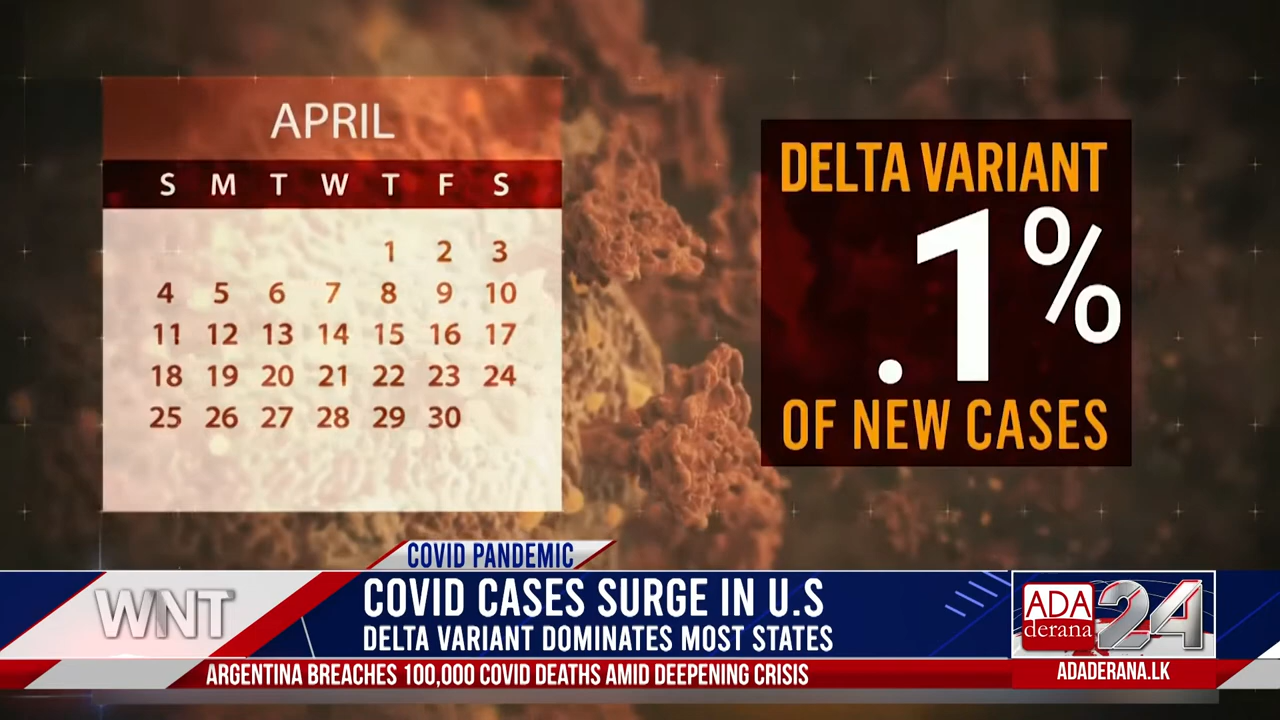 APRIL
S M T W T F S
1 2 3
4 5 6 7 8 9 10
11 12 13 14 15 16 17
18 19 20 21 22 23 24
25 26 27 28 29 30
DELTA VARIANT
.1%
OF NEW CASES
COVID PANDEMIC
WNT
COVID CASES SURGE IN U.S
DELTA VARIANT DOMINATES MOST STATES
ARGENTINA BREACHES 100,000 COVID DEATHS AMID DEEPENING CRISIS
ADA
derana
24
ADADERANA.LK